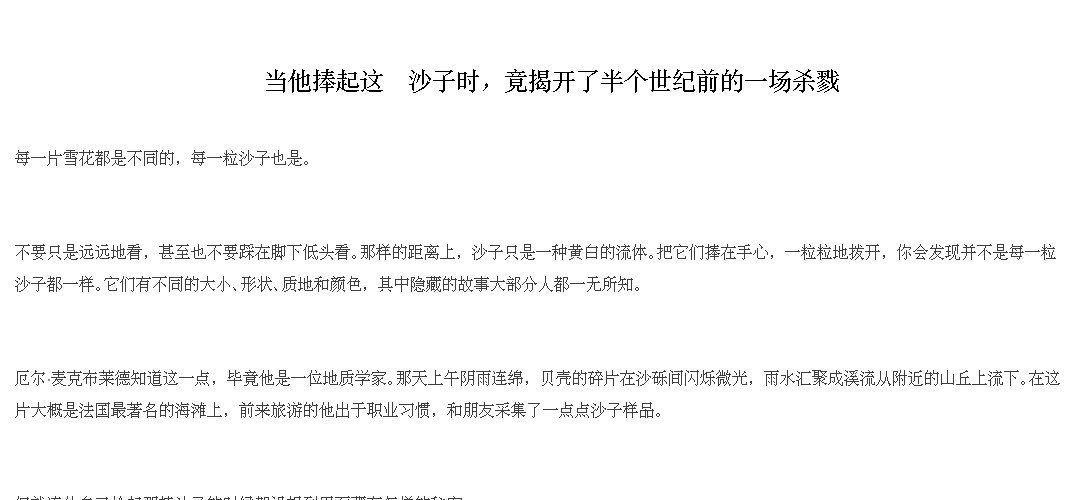 当他捧起这 沙子时，竟揭开了半个世纪前的一场杀戮
每一片雪花都是不同的，每一粒沙子也是。
不要只是远远地看，甚至也不要踩在脚下低头看。那样的距离上，沙子只是一种黄白的流体。把它们捧在手心，一粒粒地拨开，你会发现并不是每一粒
沙子都一样。它们有不同的大小、形状、质地和颜色，其中隐藏的故事大部分人都一无所知。
厄尔·麦克布莱德知道这一点，毕竟他是一位地质学家。那天上午阴雨连绵，贝壳的碎片在沙砾间闪烁微光，雨水汇聚成溪流从附近的山丘上流下。在这
片大概是法国最著名的海滩上，前来旅游的他出于职业习惯，和朋友采集了一点点沙子样品。